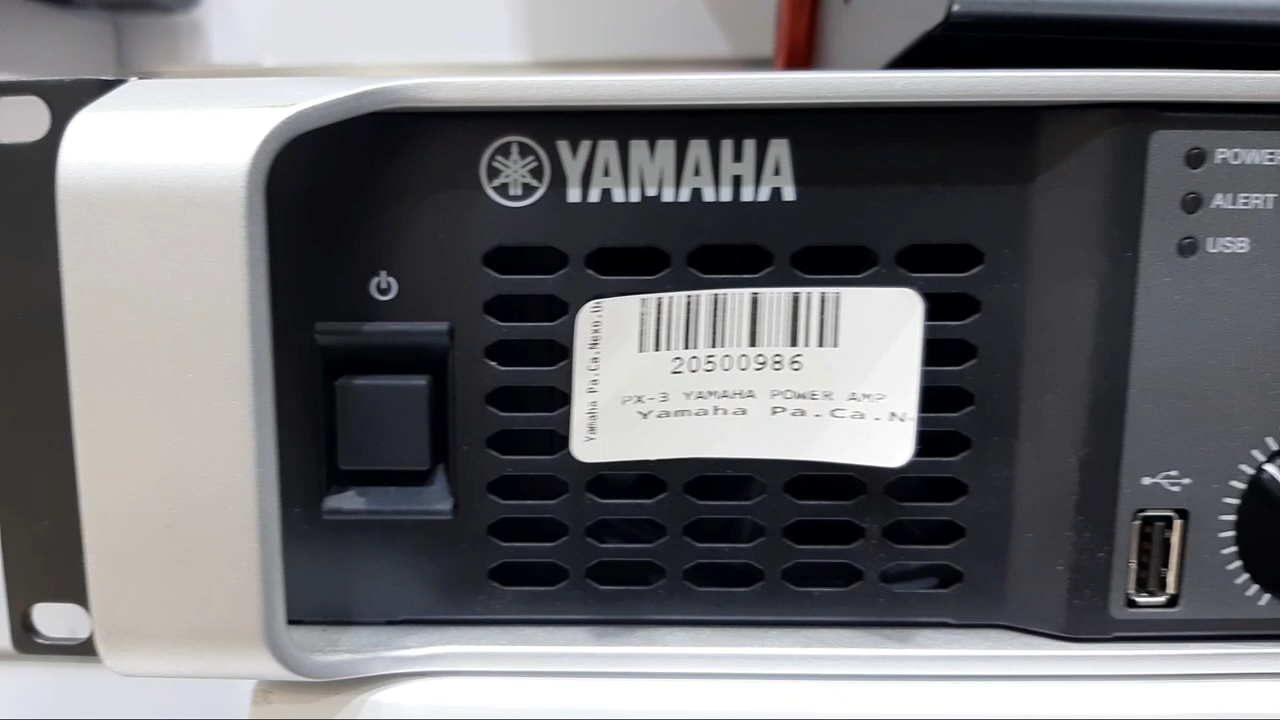 YAMAHA
POWER
ALERT
USB
20500986
PX-3 YAMAHA POWER AMP
Yamaha Pa.Ca.N
Yamaha Pa.Ca.Nexo.